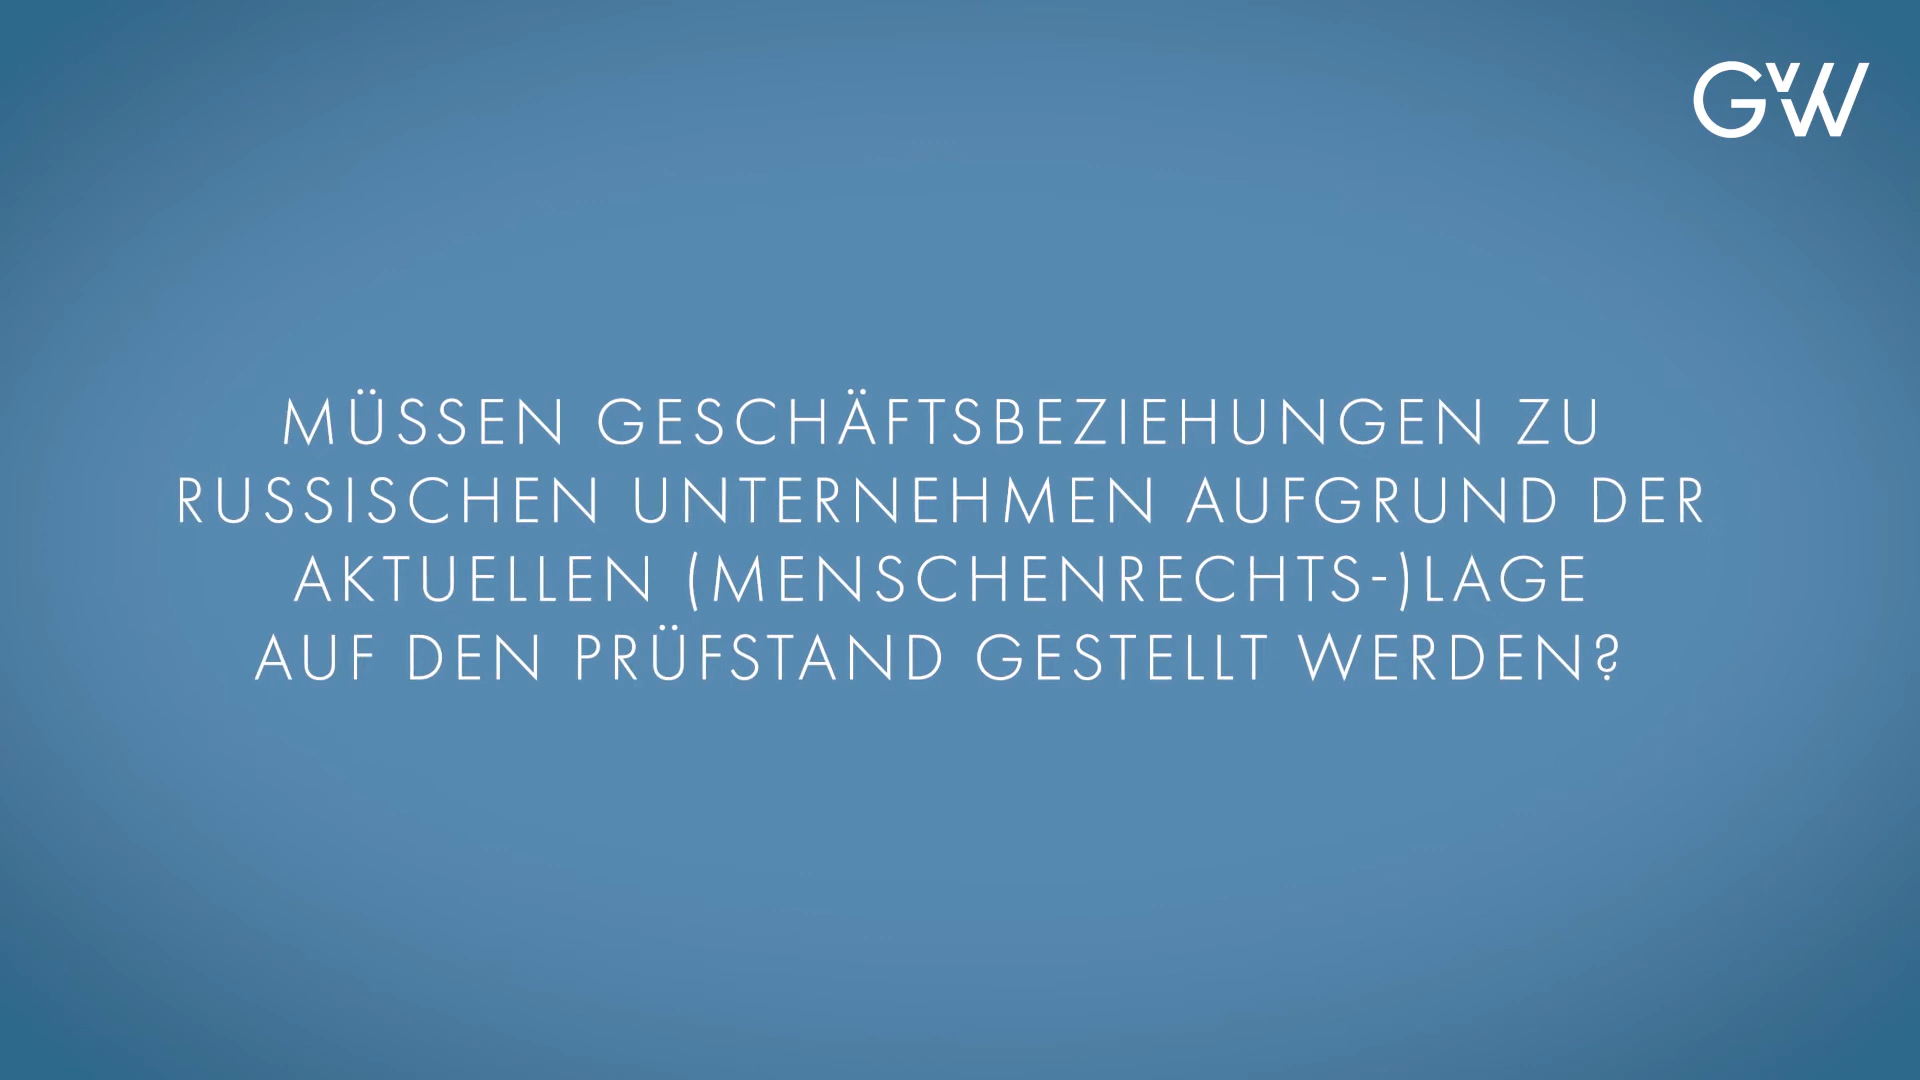 GvW
MÜSSEN GESCHÄFTSBEZIEHUNGEN ZU
RUSSISCHEN UNTERNEHMEN AUFGRUND DER
AKTUELLEN (MENSCHENRECHTS-)LAGE
AUF DEN PRÜFSTAND GESTELLT WERDEN?